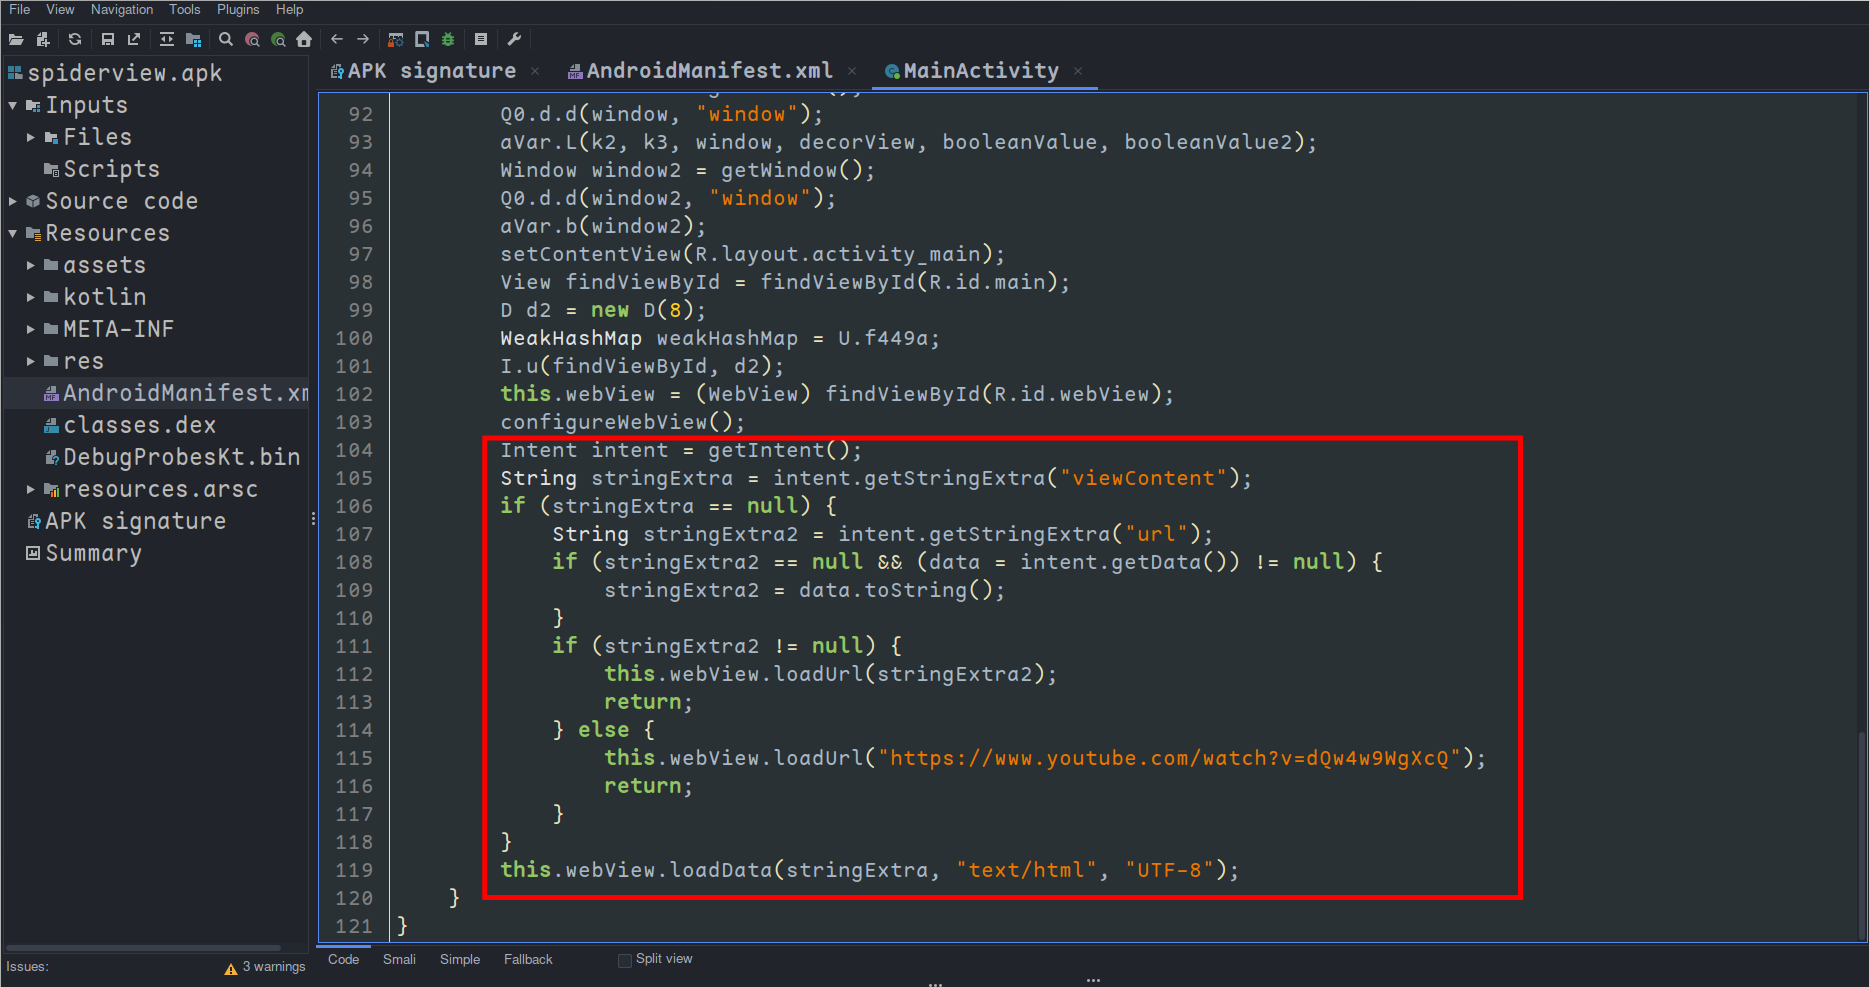 File View Navigation Tools Plugins Help
spiderview.apk
Inputs
Files
Scripts
Source code
Resources
assets
kotlin
META-INF
res
AndroidManifest.xm
classes.dex
DebugProbesKt.bin
resources.arsc
APK signature
Summary
Issues: 3 warnings
APK signature × AndroidManifest.xml × MainActivity ×
92 Q0.d.d(window, "window");
93 aVar.L(k2, k3, window, decorView, booleanValue, booleanValue2);
94 Window window2 = getWindow();
95 Q0.d.d(window2, "window");
96 aVar.b(window2);
97 setContentView(R.layout.activity_main);
98 View findViewById = findViewById(R.id.main);
99 D d2 = new D(8);
100 WeakHashMap weakHashMap = U.f449a;
101 I.u(findViewById, d2);
102 this.webView = (WebView) findViewById(R.id.webView);
103 configureWebView();
104 Intent intent = getIntent();
105 String stringExtra = intent.getStringExtra("viewContent");
106 if (stringExtra == null) {
107 String stringExtra2 = intent.getStringExtra("url");
108 if (stringExtra2 == null && (data = intent.getData()) != null) {
109 stringExtra2 = data.toString();
110 }
111 if (stringExtra2 != null) {
112 this.webView.loadUrl(stringExtra2);
113 return;
114 } else {
115 this.webView.loadUrl("https://www.youtube.com/watch?v=dQw4w9WgXcQ");
116 return;
117 }
118 }
119 this.webView.loadData(stringExtra, "text/html", "UTF-8");
120 }
121 }
Code Smali Simple Fallback Split view